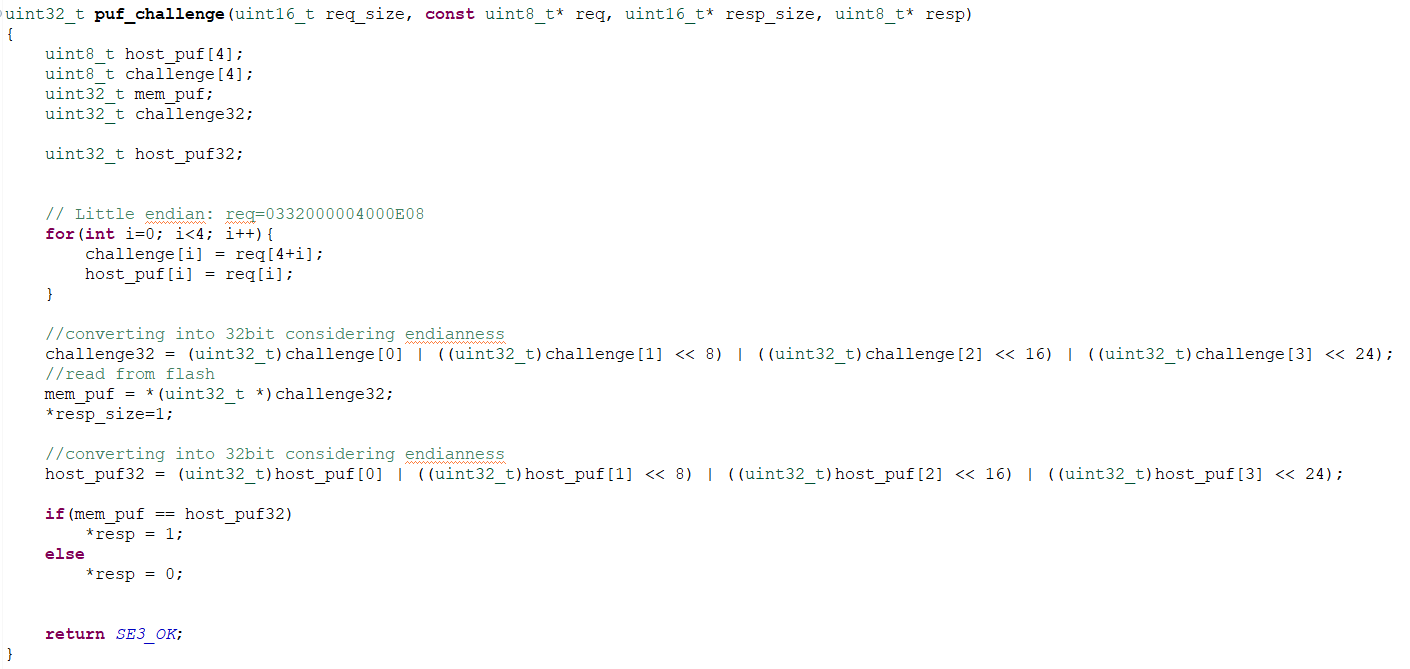 uint32_t puf_challenge(uint16_t req_size, const uint8_t* req, uint16_t* resp_size, uint8_t* resp)
{
    uint8_t host_puf[4];
    uint8_t challenge[4];
    uint32_t mem_puf;
    uint32_t challenge32;

    uint32_t host_puf32;


    // Little endian: req=0332000004000E08
    for(int i=0; i<4; i++){
        challenge[i] = req[4+i];
        host_puf[i] = req[i];
    }

    //converting into 32bit considering endianness
    challenge32 = (uint32_t)challenge[0] | ((uint32_t)challenge[1] << 8) | ((uint32_t)challenge[2] << 16) | ((uint32_t)challenge[3] << 24);
    //read from flash
    mem_puf = *(uint32_t *)challenge32;
    *resp_size=1;

    //converting into 32bit considering endianness
    host_puf32 = (uint32_t)host_puf[0] | ((uint32_t)host_puf[1] << 8) | ((uint32_t)host_puf[2] << 16) | ((uint32_t)host_puf[3] << 24);

    if(mem_puf == host_puf32)
        *resp = 1;
    else
        *resp = 0;


    return SE3_OK;
}